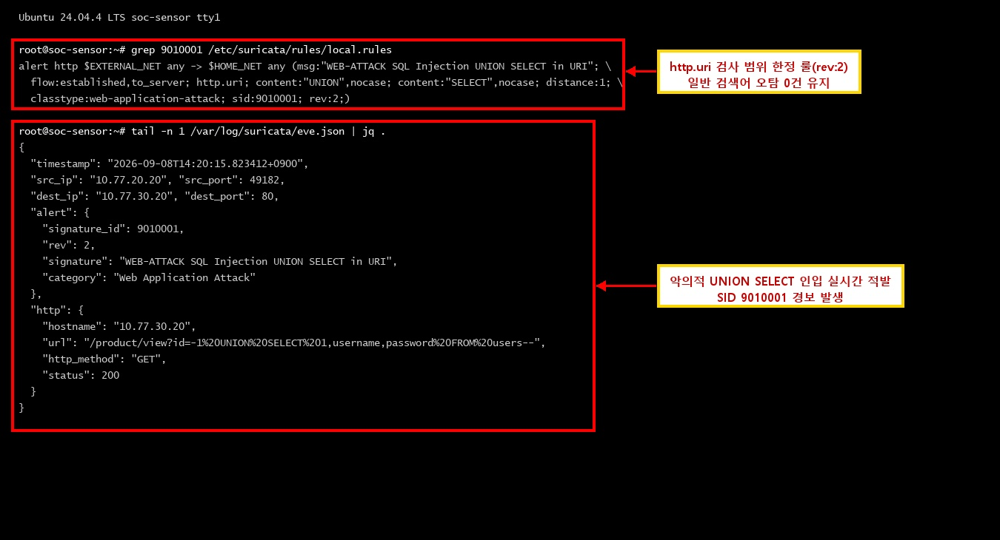 Ubuntu 24.04.4 LTS soc-sensor tty1
root@soc-sensor:~# grep 9010001 /etc/suricata/rules/local.rules
alert http $EXTERNAL_NET any -> $HOME_NET any (msg:"WEB-ATTACK SQL Injection UNION SELECT in URI"; \
  flow:established,to_server; http.uri; content:"UNION",nocase; content:"SELECT",nocase; distance:1; \
  classtype:web-application-attack; sid:9010001; rev:2;)
http.uri 검사 범위 한정 룰(rev:2)
일반 검색어 오탐 0건 유지
root@soc-sensor:~# tail -n 1 /var/log/suricata/eve.json | jq .
{
  "timestamp": "2026-09-08T14:20:15.823412+0900",
  "src_ip": "10.77.20.20", "src_port": 49182,
  "dest_ip": "10.77.30.20", "dest_port": 80,
  "alert": {
    "signature_id": 9010001,
    "rev": 2,
    "signature": "WEB-ATTACK SQL Injection UNION SELECT in URI",
    "category": "Web Application Attack"
  },
  "http": {
    "hostname": "10.77.30.20",
    "url": "/product/view?id=-1%20UNION%20SELECT%201,username,password%20FROM%20users--",
    "http_method": "GET",
    "status": 200
  }
}
악의적 UNION SELECT 인입 실시간 적발
SID 9010001 경보 발생